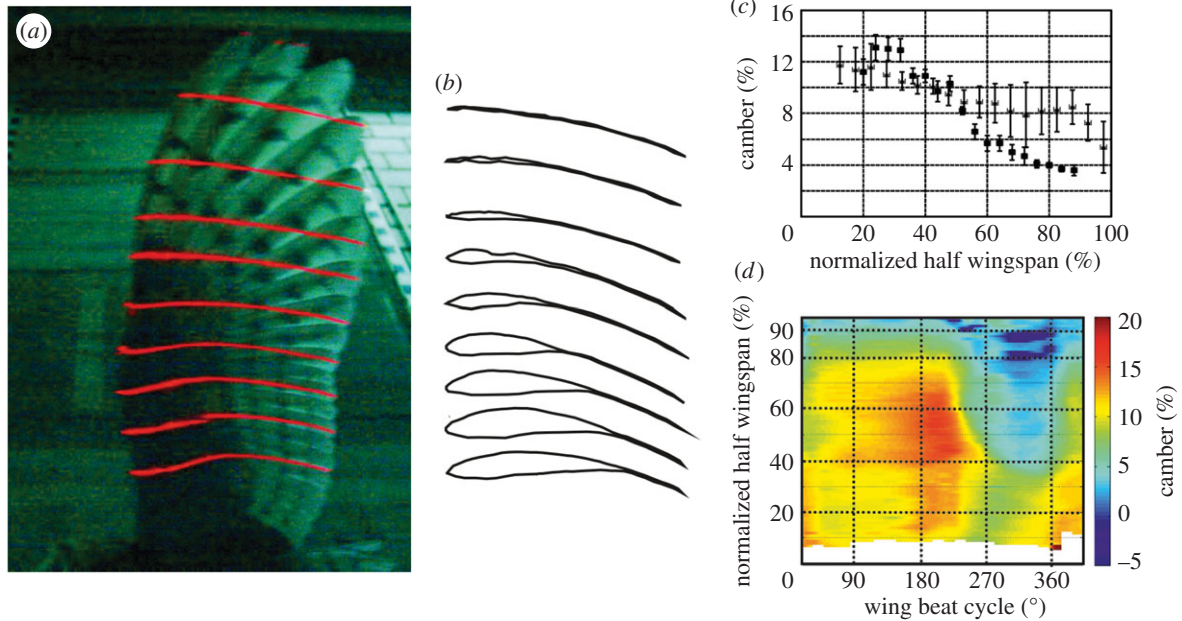 (a)
(b)
(c)
camber (%)
16
12
8
4
0
20
40
60
80
100
normalized half wingspan (%)
(d)
normalized half wingspan (%)
90
80
60
40
20
0
90
180
270
360
wing beat cycle (°)
20
15
10
5
0
−5
camber (%)